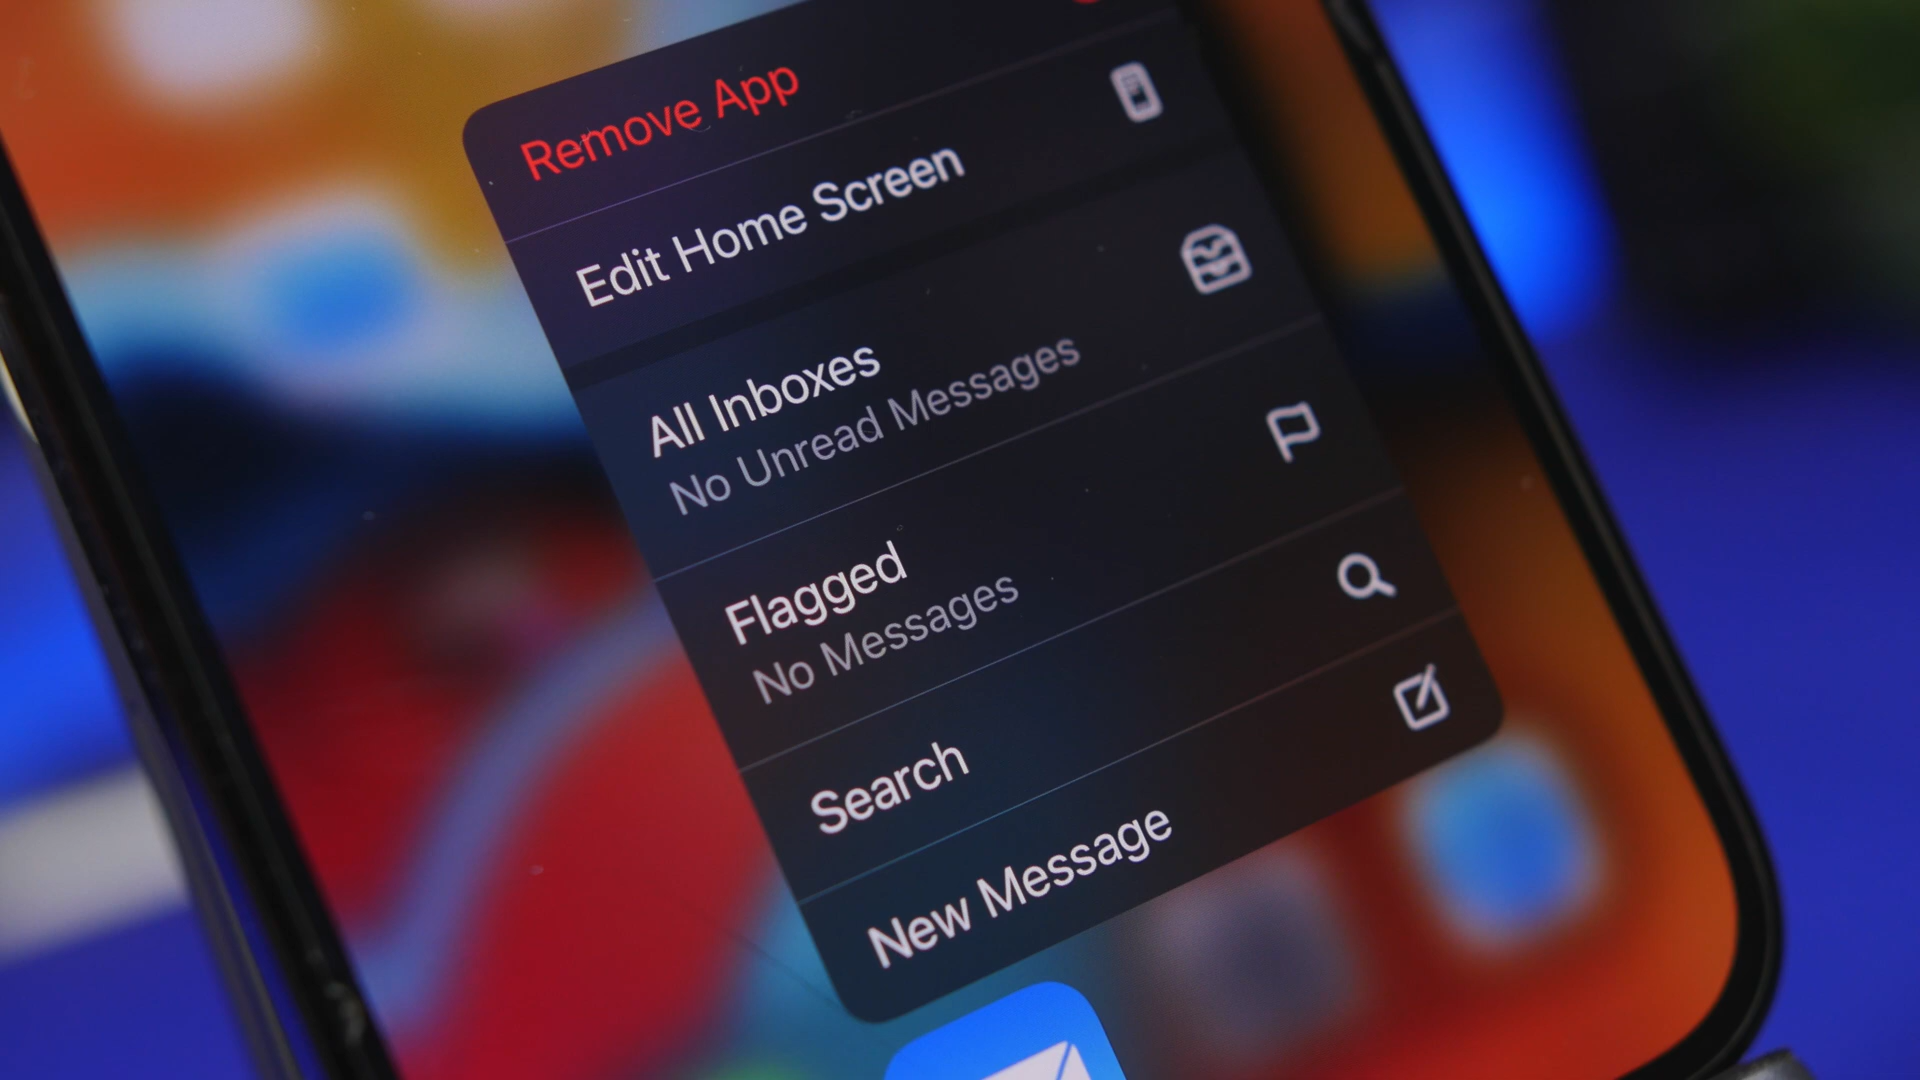 Remove App
Edit Home Screen
All Inboxes
No Unread Messages
Flagged
No Messages
Search
New Message